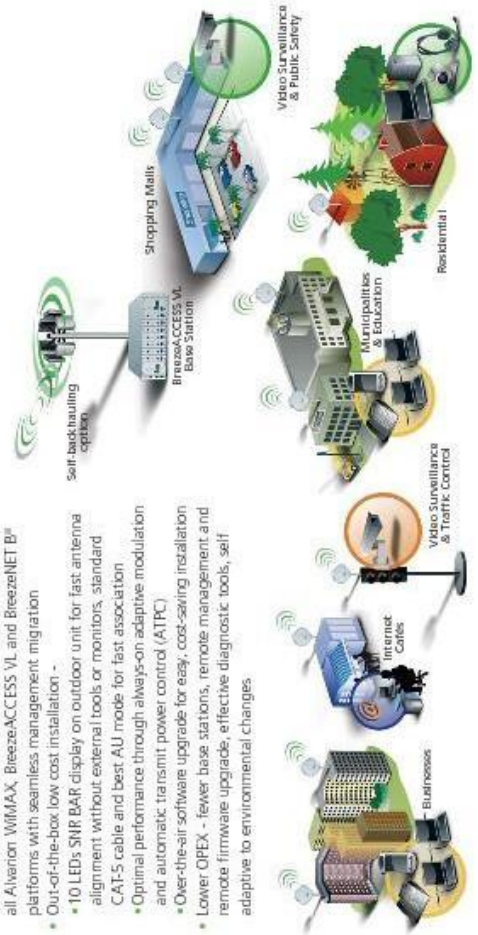 all Alvarion WiMAX, BreezeACCESS VL and BreezeNET B®
platforms with seamless management migration
• Out-of-the-box low cost installation -
• 10 LEDs SNR BAR display on outdoor unit for fast antenna
alignment without external tools or monitors, standard
CAT-5 cable and best AU mode for fast association
• Optimal performance through always-on adaptive modulation
and automatic transmit power control (ATPC)
• Over-the-air software upgrade for easy, cost-saving installation
• Lower OPEX - fewer base stations, remote management and
remote firmware upgrade, effective diagnostic tools, self
adaptive to environmental changes
Self-backhauling
option
BreezeACCESS VL
Base Station
Shopping Malls
Video Surveillance
& Public Safety
Businesses
Internet
Cafés
Video Surveillance
& Traffic Control
Municipalities
& Education
Residential